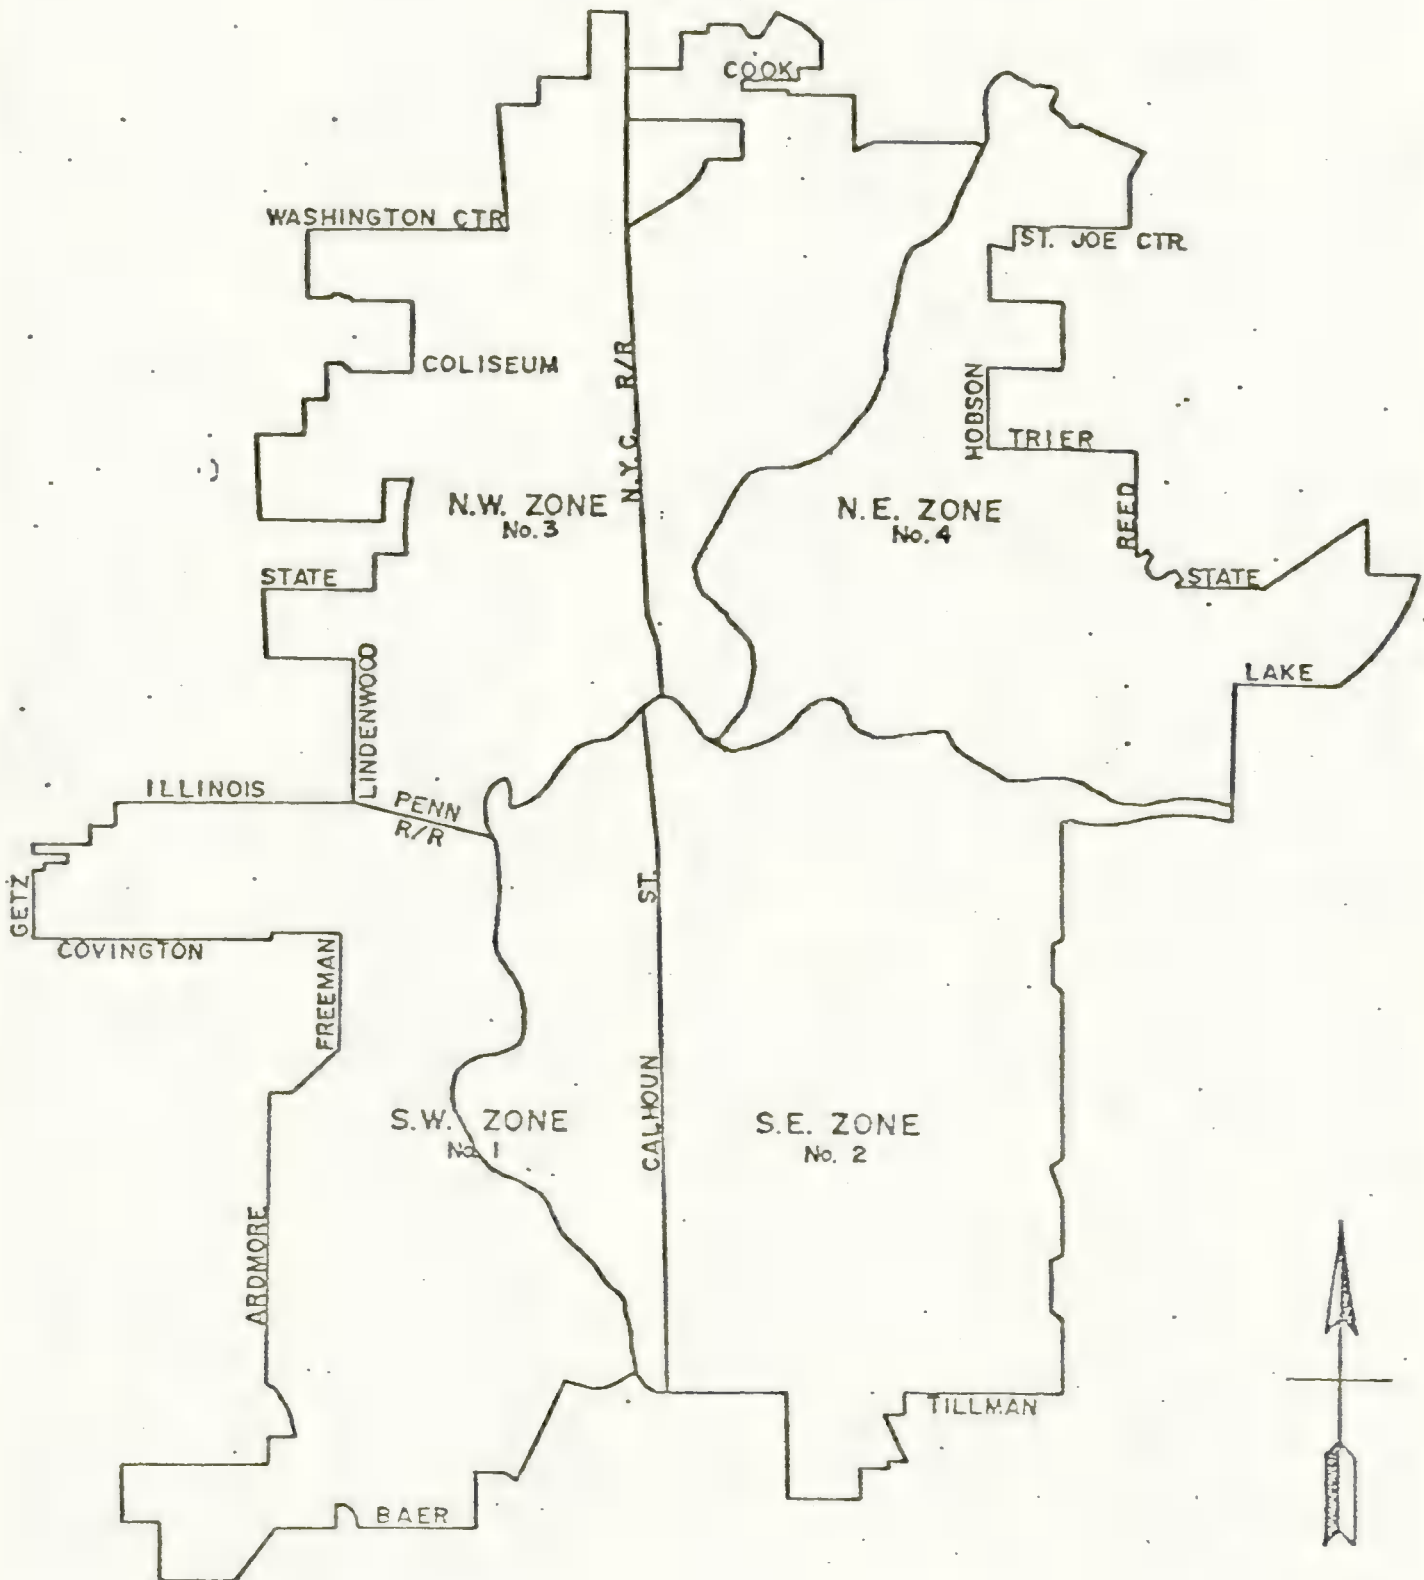 COOK
WASHINGTON CTR
ST. JOE CTR
COLISEUM
N.Y.C. R/R
HOBSON
TRIER
N.W. ZONE
No. 3
N.E. ZONE
No. 4
REED
STATE
STATE
LINDENWOOD
LAKE
ILLINOIS
PENN
R/R
GETZ
COVINGTON
FREEMAN
CALHOUN ST.
S.W. ZONE
No. 1
S.E. ZONE
No. 2
ARDMORE
TILLMAN
BAER